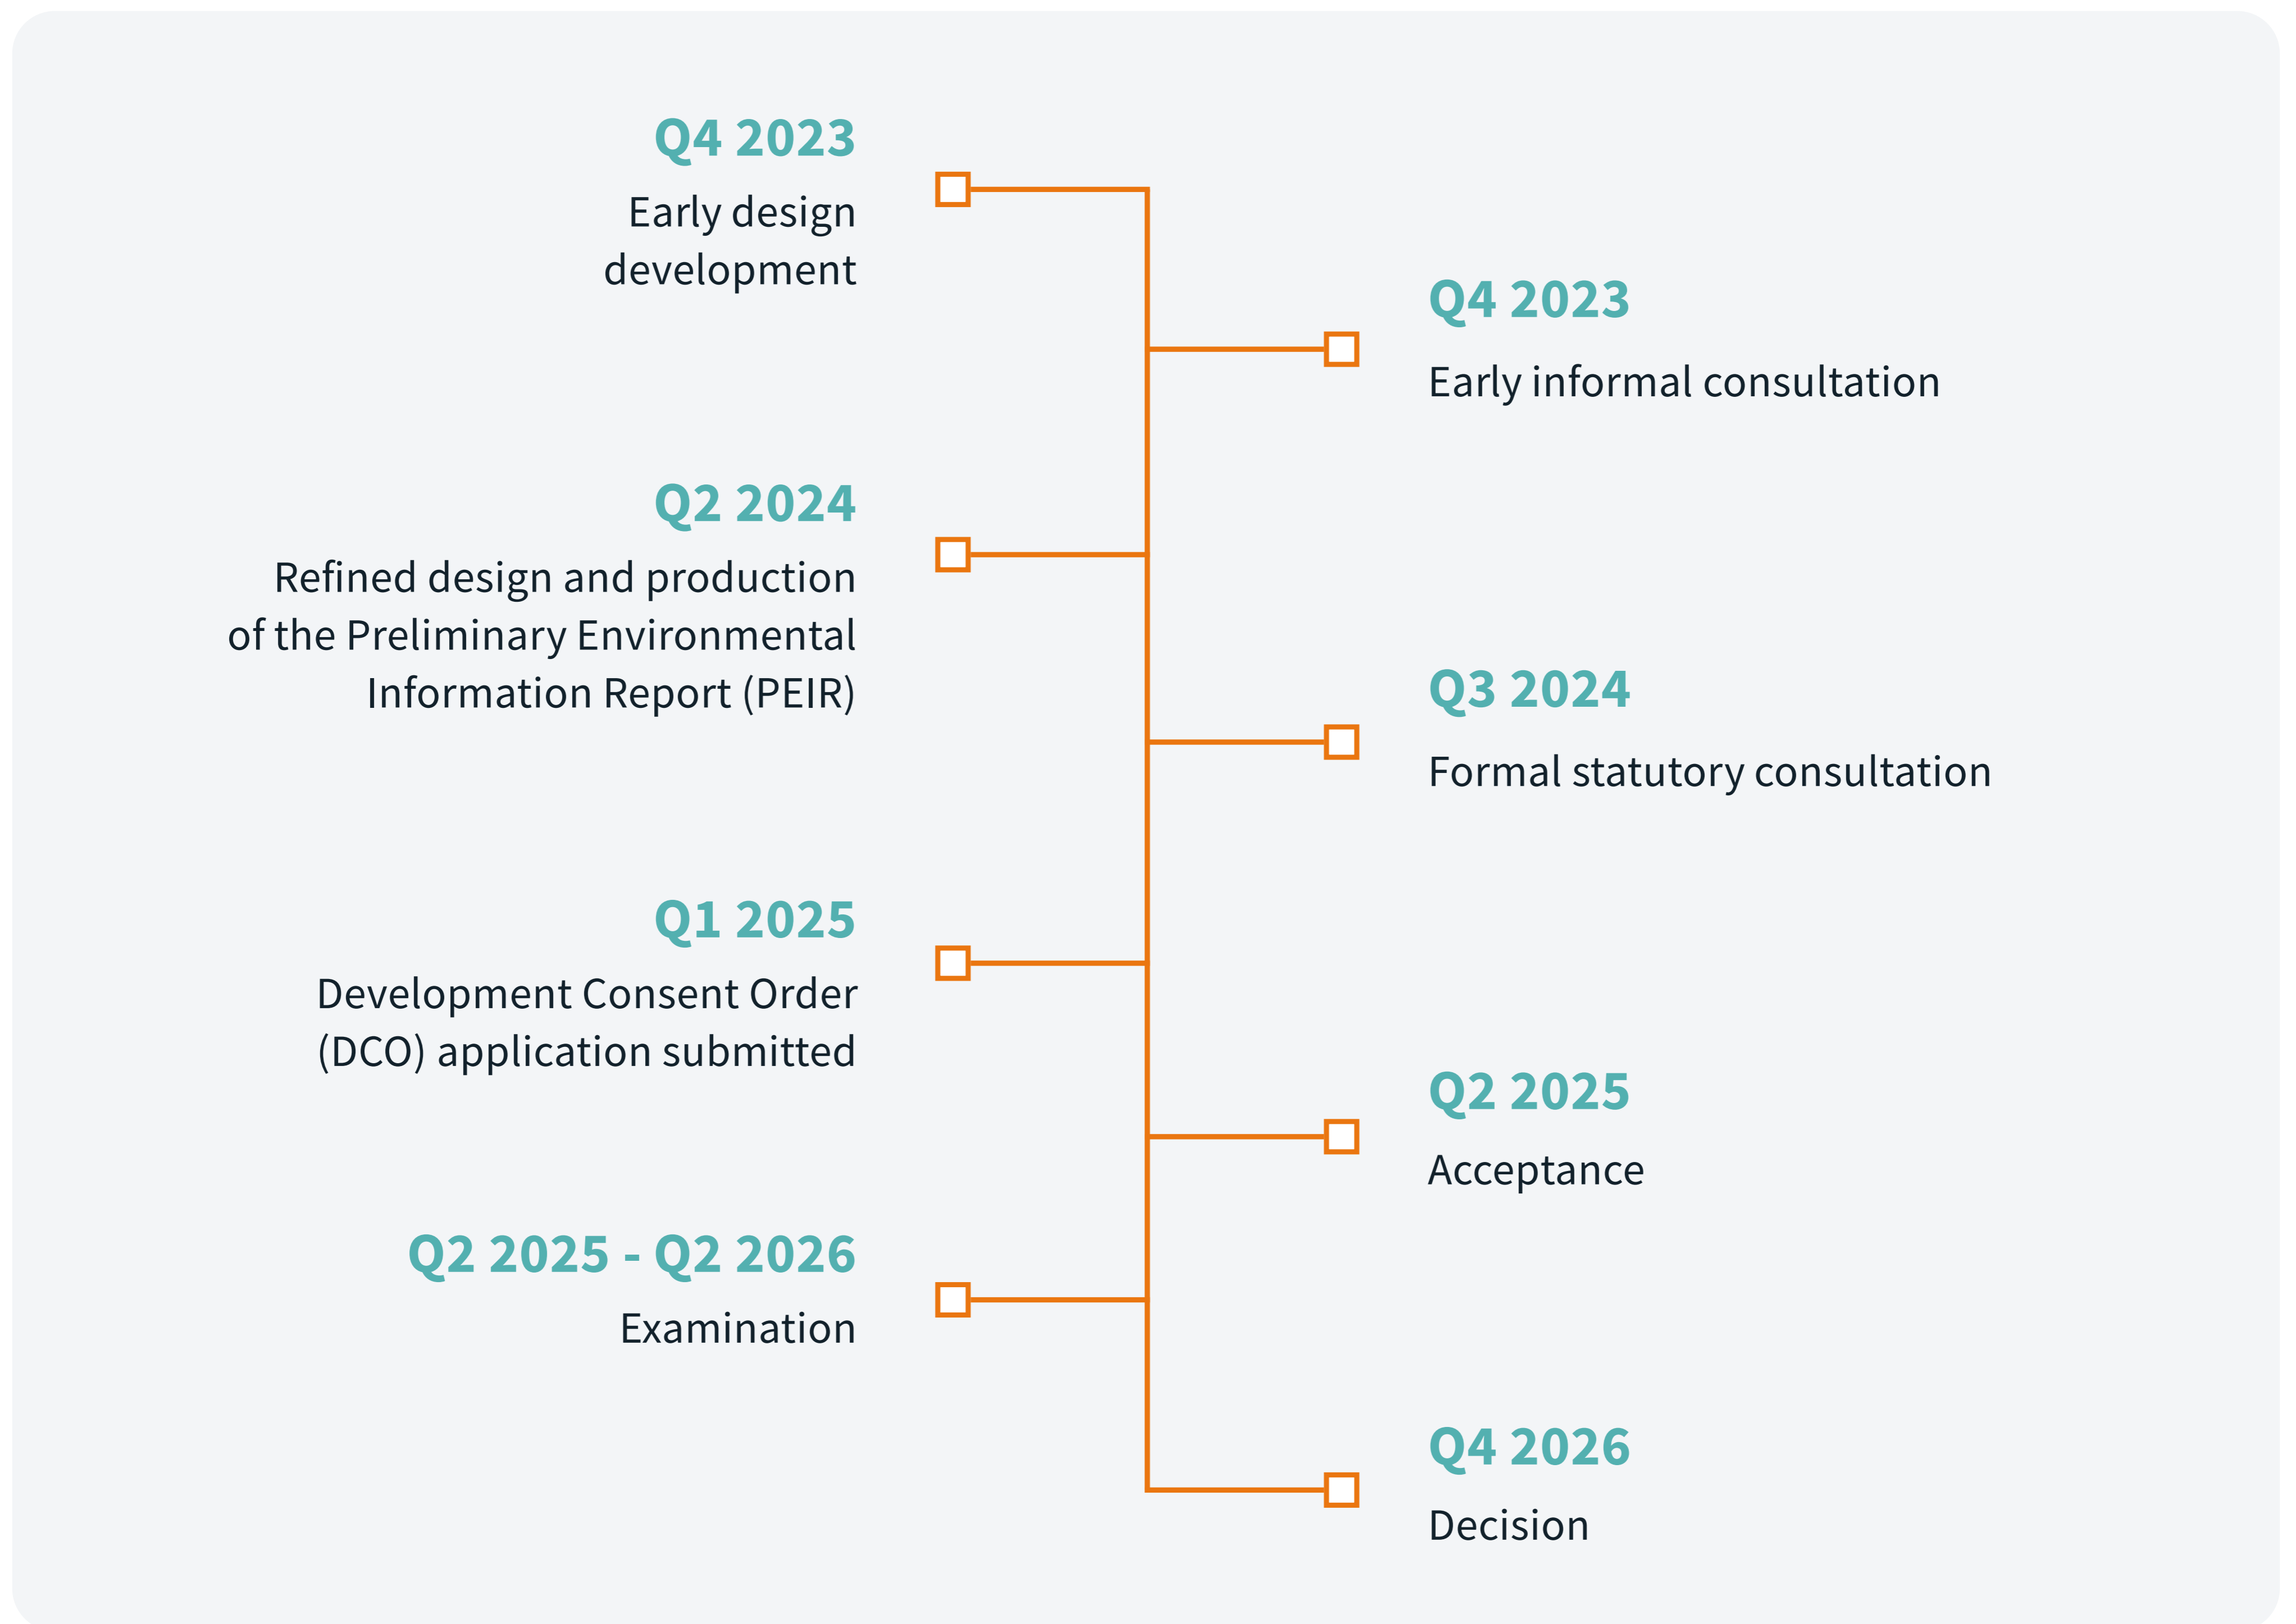 Q4 2023
Early design
development
Q4 2023
Early informal consultation
Q2 2024
Refined design and production
of the Preliminary Environmental
Information Report (PEIR)
Q3 2024
Formal statutory consultation
Q1 2025
Development Consent Order
(DCO) application submitted
Q2 2025
Acceptance
Q2 2025 - Q2 2026
Examination
Q4 2026
Decision